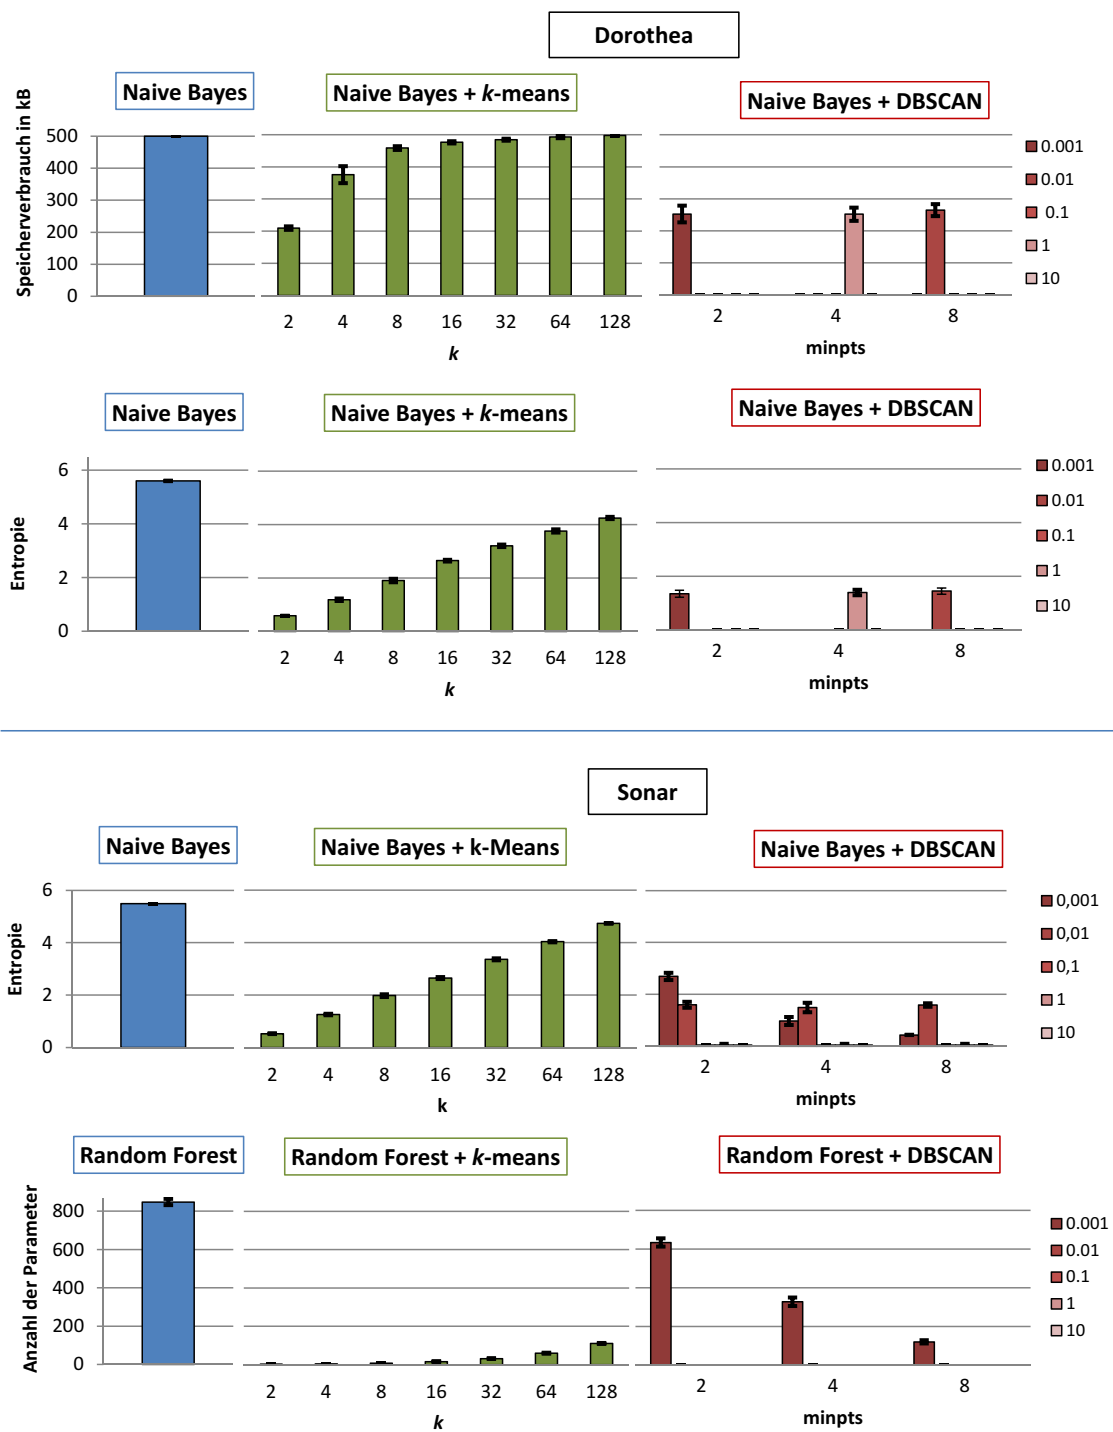 Dorothea
Naive Bayes
Naive Bayes + k-means
Naive Bayes + DBSCAN
Speicherverbrauch in kB
500
400
300
200
100
0
2 4 8 16 32 64 128
k
2 4 8
minpts
0.001
0.01
0.1
1
10
Naive Bayes
Naive Bayes + k-means
Naive Bayes + DBSCAN
Entropie
6
4
2
0
2 4 8 16 32 64 128
k
2 4 8
minpts
0.001
0.01
0.1
1
10
Sonar
Naive Bayes
Naive Bayes + k-Means
Naive Bayes + DBSCAN
Entropie
6
4
2
0
2 4 8 16 32 64 128
k
2 4 8
minpts
0,001
0,01
0,1
1
10
Random Forest
Random Forest + k-means
Random Forest + DBSCAN
Anzahl der Parameter
800
600
400
200
0
2 4 8 16 32 64 128
k
2 4 8
minpts
0.001
0.01
0.1
1
10